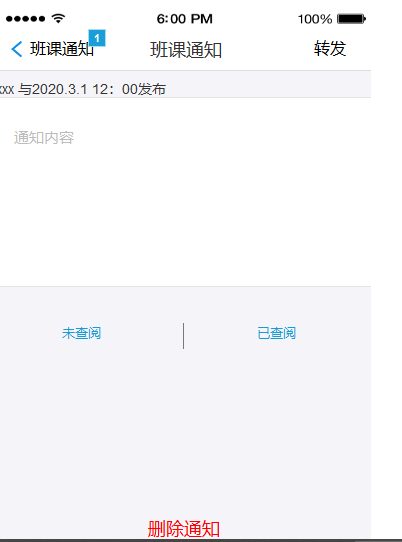 6:00 PM 100%
班课通知 1 班课通知 转发
xxx 与2020.3.1 12：00发布
通知内容
未查阅 已查阅
删除通知